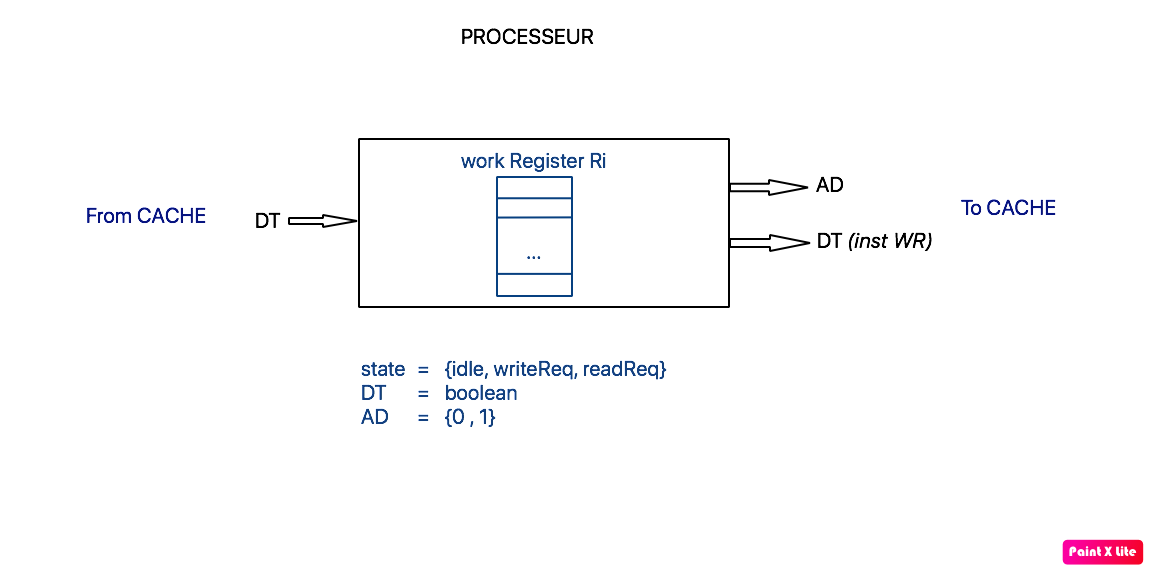 PROCESSEUR
work Register Ri
From CACHE
DT
...
AD
DT (inst WR)
To CACHE
state = {idle, writeReq, readReq}
DT = boolean
AD = {0 , 1}
Paint X Lite